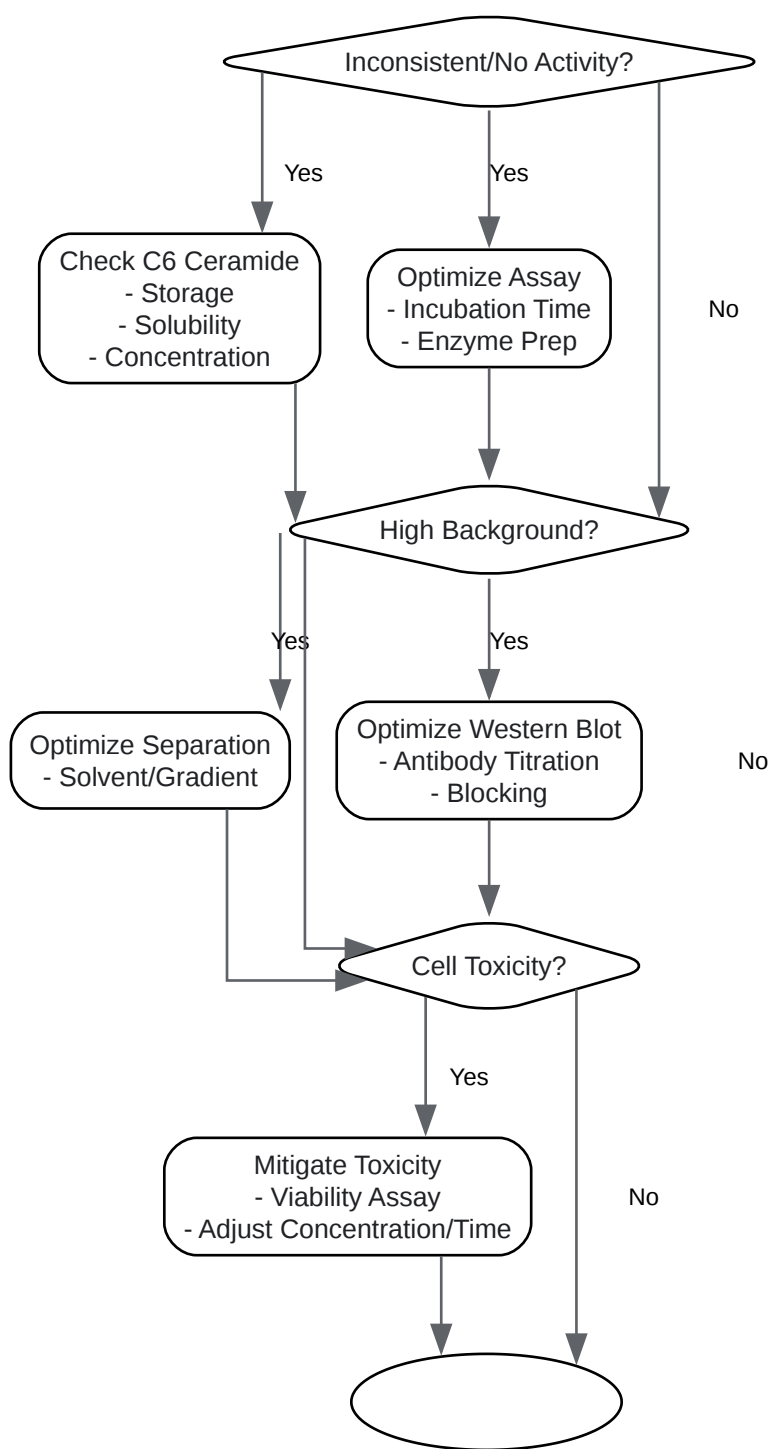 Inconsistent/No Activity?
Yes
Yes
Check C6 Ceramide
- Storage
- Solubility
- Concentration
Optimize Assay
- Incubation Time
- Enzyme Prep
No
High Background?
Yes
Yes
Optimize Separation
- Solvent/Gradient
Optimize Western Blot
- Antibody Titration
- Blocking
No
Cell Toxicity?
Yes
Mitigate Toxicity
- Viability Assay
- Adjust Concentration/Time
No